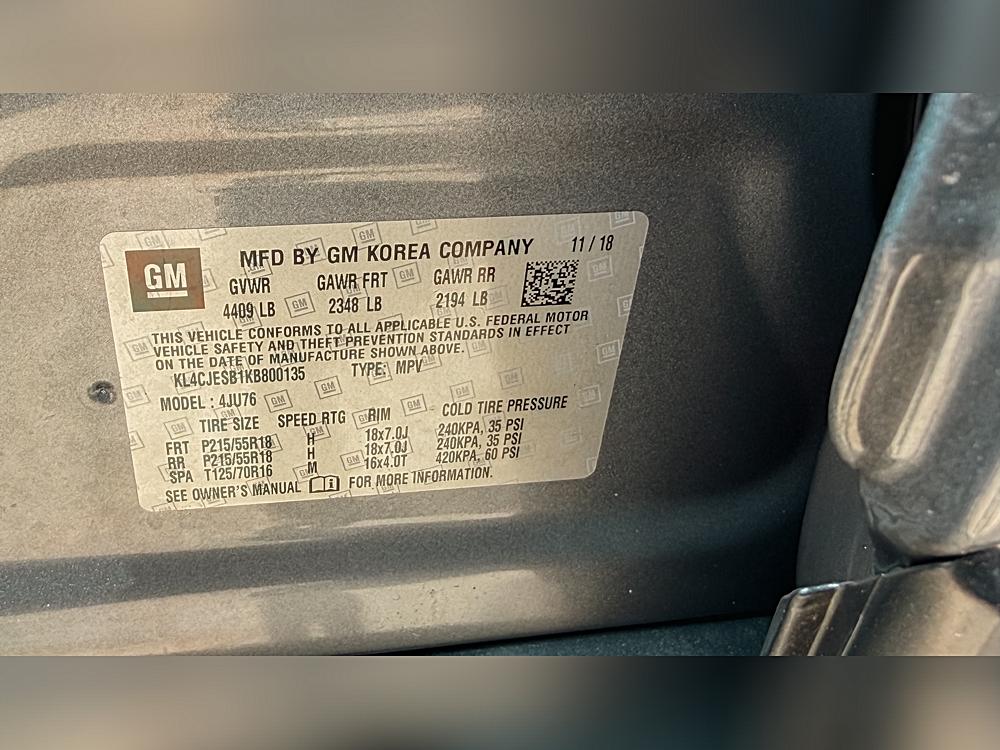 GM
MFD BY GM KOREA COMPANY 11 / 18
GVWR GAWR FRT GAWR RR
4409 LB 2348 LB 2194 LB
THIS VEHICLE CONFORMS TO ALL APPLICABLE U.S. FEDERAL MOTOR
VEHICLE SAFETY AND THEFT PREVENTION STANDARDS IN EFFECT
ON THE DATE OF MANUFACTURE SHOWN ABOVE.
KL4CJESB1KB800135 TYPE: MPV
MODEL : 4JU76
TIRE SIZE SPEED RTG RIM COLD TIRE PRESSURE
FRT P215/55R18 H 18x7.0J 240KPA, 35 PSI
RR P215/55R18 H 18x7.0J 240KPA, 35 PSI
SPA T125/70R16 M 16x4.0T 420KPA, 60 PSI
SEE OWNER'S MANUAL FOR MORE INFORMATION.